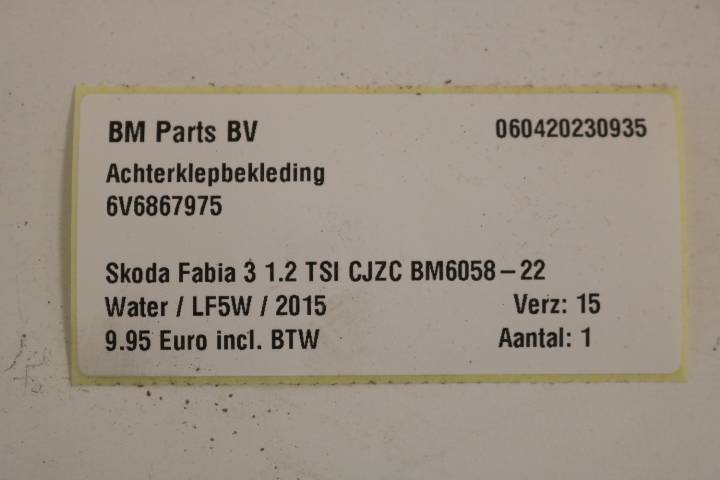 BM Parts BV 060420230935
Achterklepbekleding
6V6867975
Skoda Fabia 3 1.2 TSI CJZC BM6058-22
Water / LF5W / 2015 Verz: 15
9.95 Euro incl. BTW Aantal: 1